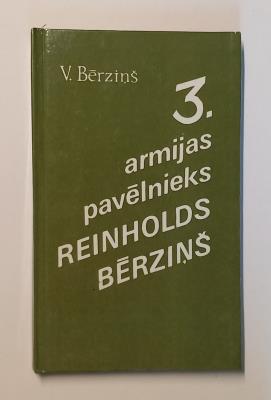 V. Bērziņš
3.
armijas
pavēlnieks
REINHOLDS
BĒRZIŅŠ